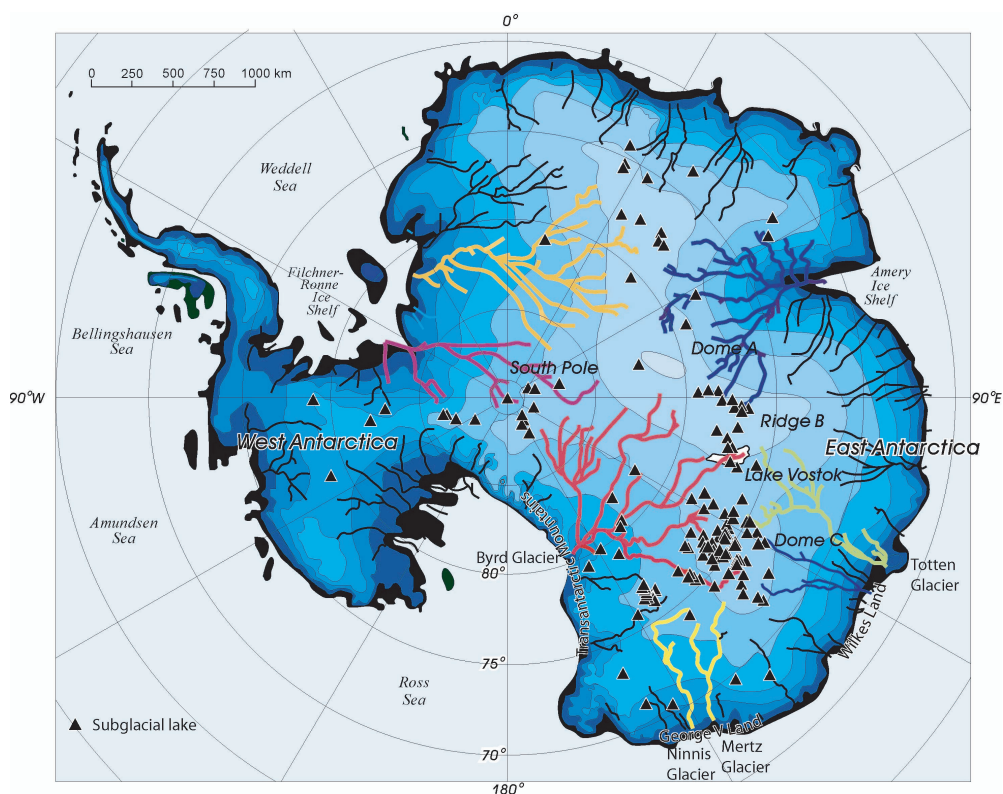 0°
0 250 500 750 1000 km
Weddell
Sea
Filchner-
Ronne
Ice
Shelf
Amery
Ice
Shelf
Bellingshausen
Sea
Dome A
South Pole
90°W
90°E
Ridge B
West Antarctica
East Antarctica
Lake Vostok
Amundsen
Sea
Transantarctic Mountains
Dome C
Byrd Glacier
80°
Totten
Glacier
Wilkes Land
75°
Ross
Sea
Subglacial lake
George V Land
Ninnis
Glacier
Mertz
Glacier
70°
180°